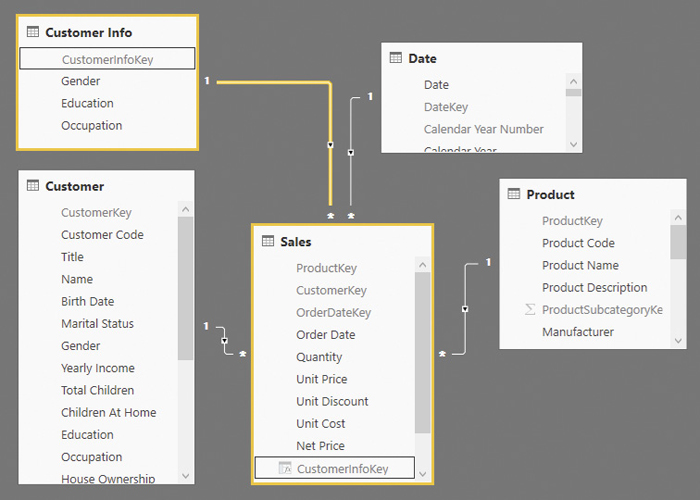 Customer Info
CustomerInfoKey
Gender
Education
Occupation
1
Date
Date
DateKey
Calendar Year Number
Calendar Year
1
Customer
CustomerKey
Customer Code
Title
Name
Birth Date
Marital Status
Gender
Yearly Income
Total Children
Children At Home
Education
Occupation
House Ownership
1
*
*
*
Sales
ProductKey
CustomerKey
OrderDateKey
Order Date
Quantity
Unit Price
Unit Discount
Unit Cost
Net Price
CustomerInfoKey
*
1
Product
ProductKey
Product Code
Product Name
Product Description
ProductSubcategoryKe
Manufacturer